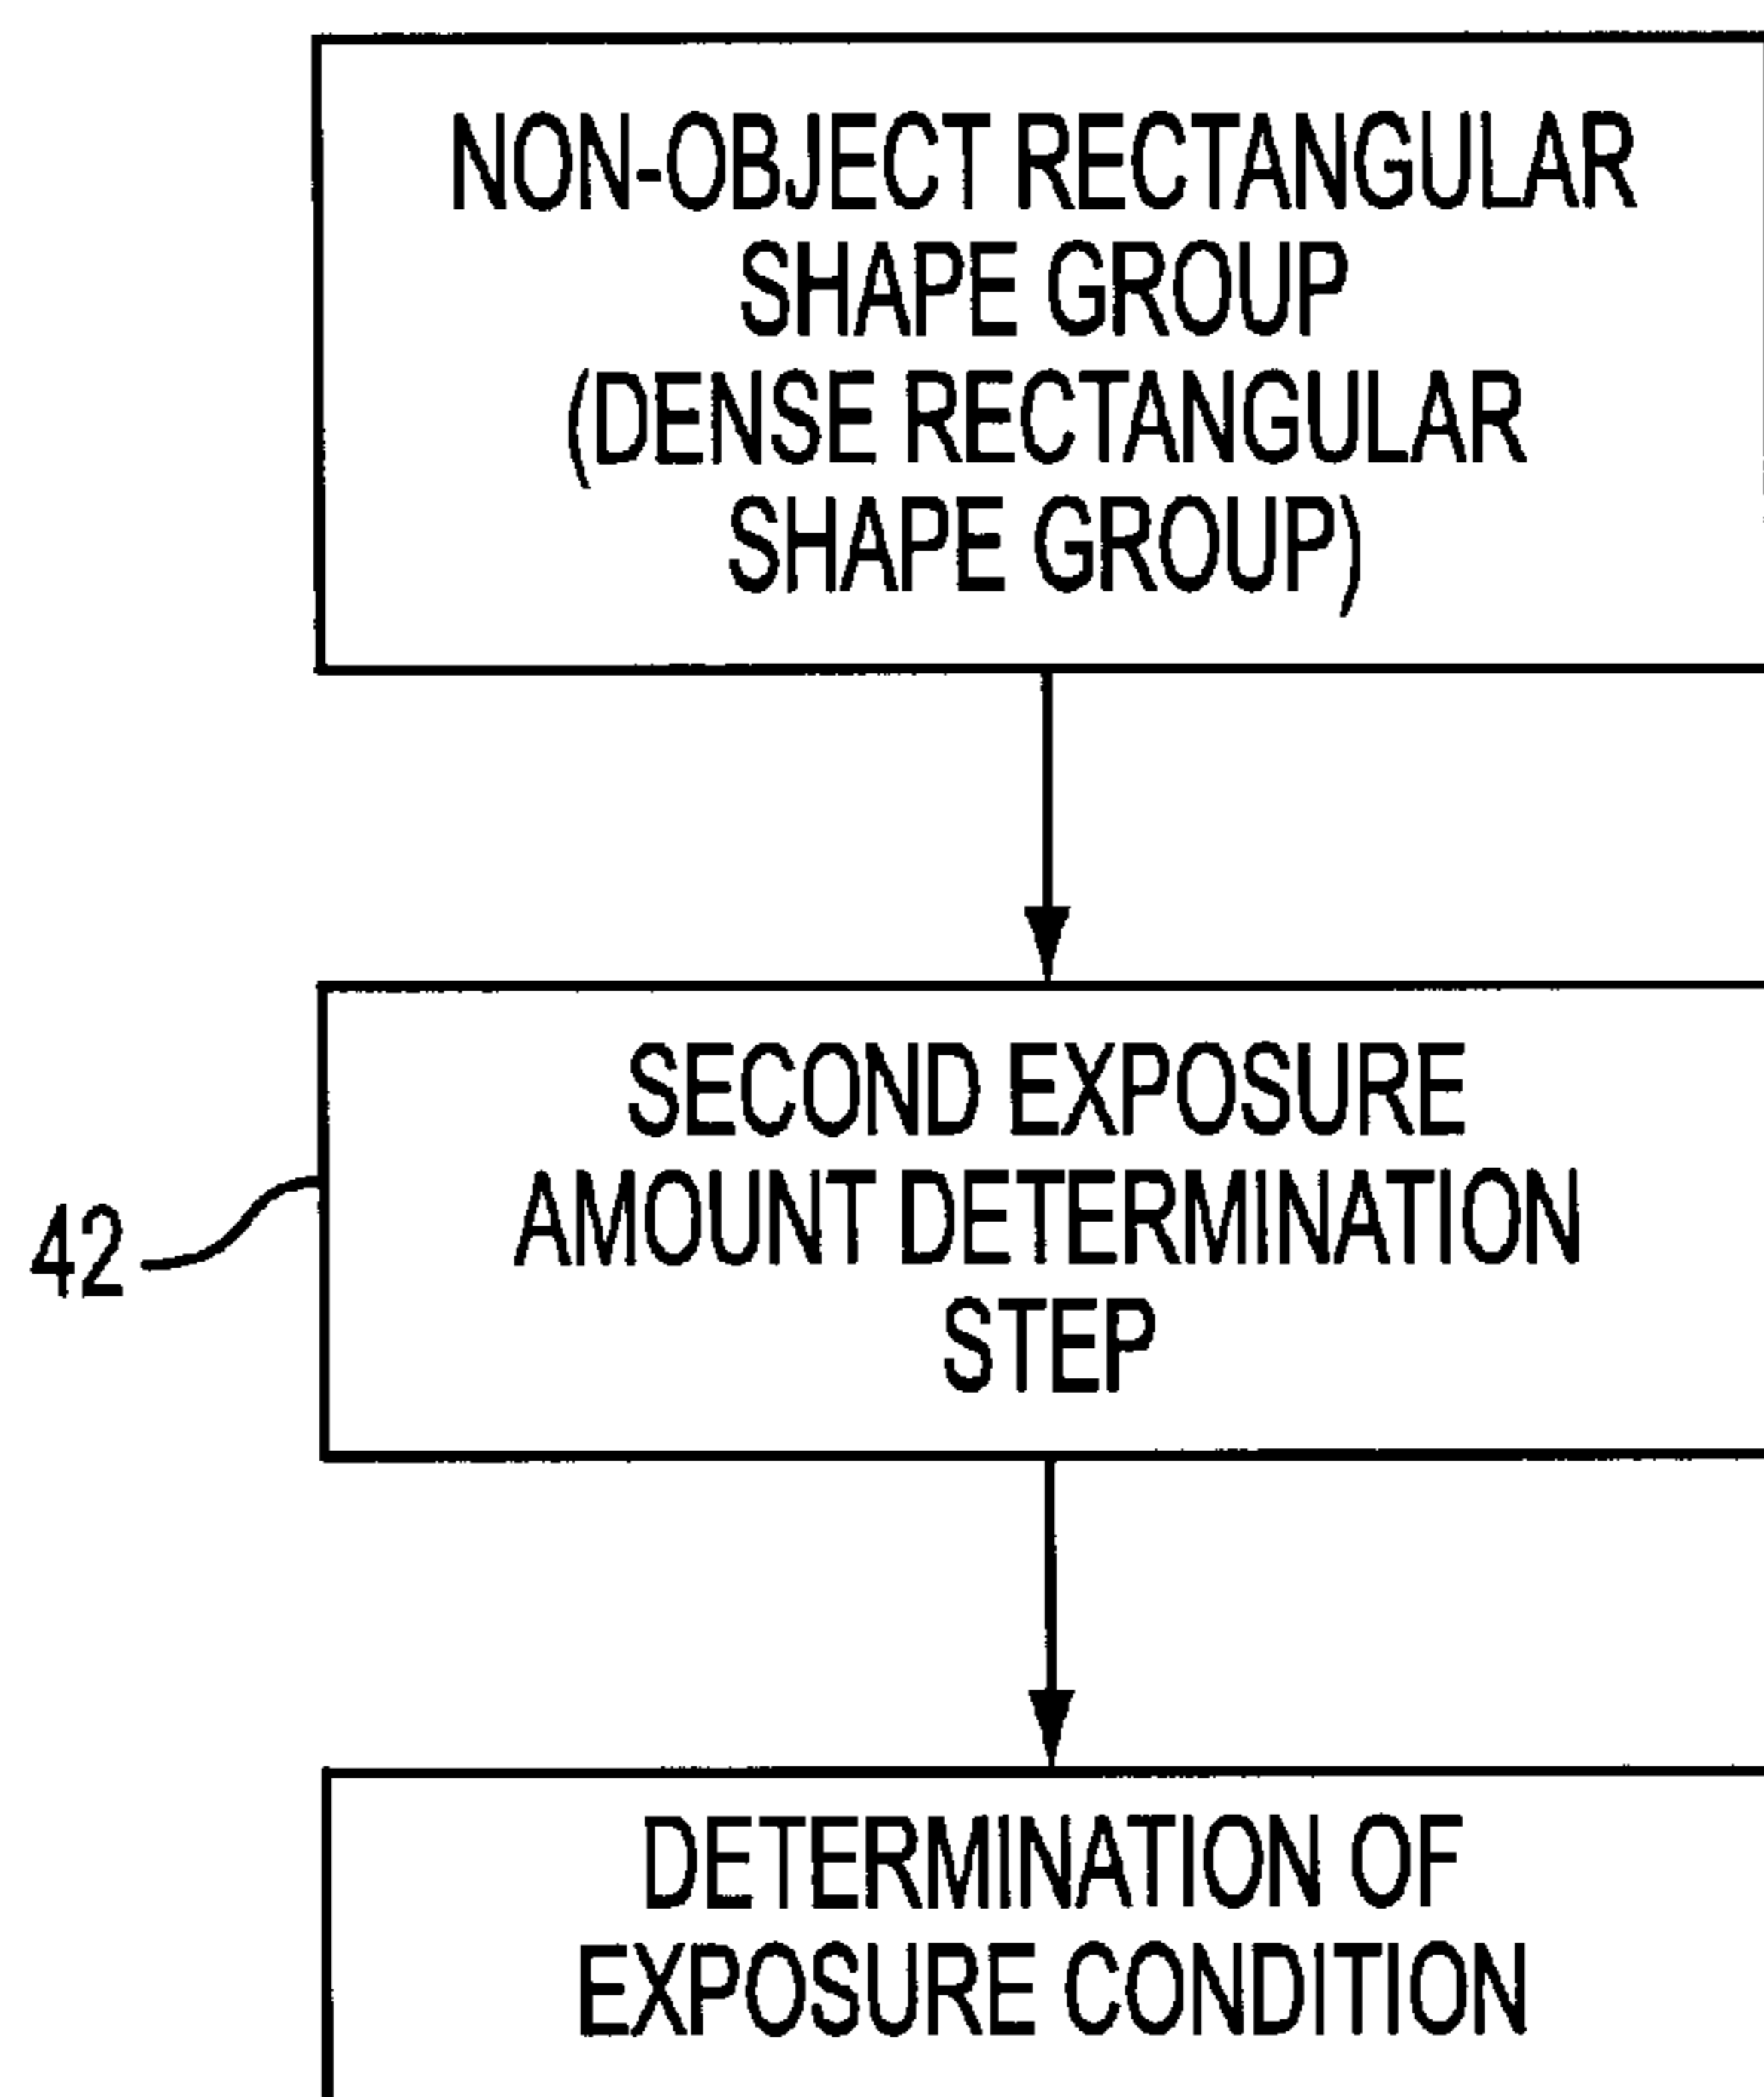 NON-OBJECT RECTANGULAR
SHAPE GROUP
(DENSE RECTANGULAR
SHAPE GROUP)
SECOND EXPOSURE
AMOUNT DETERMINATION
STEP
42
DETERMINATION OF
EXPOSURE CONDITION